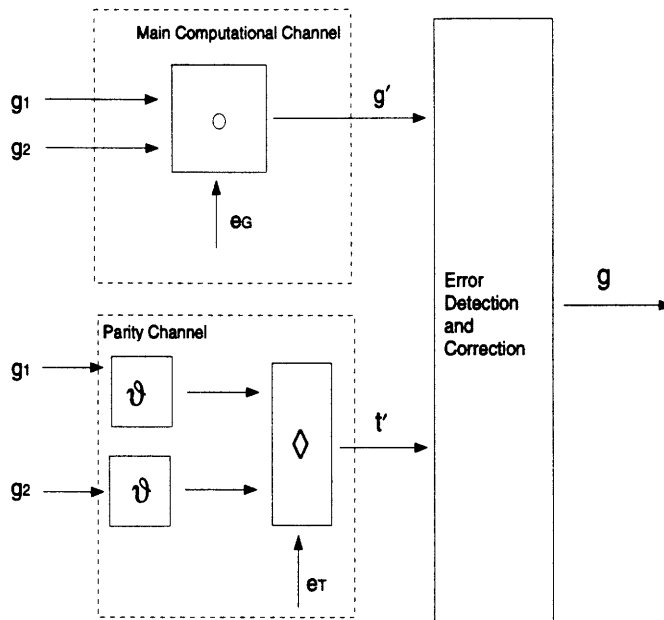 Main Computational Channel
g1
g2
○
g′
eG
Error
Detection
and
Correction
g
Parity Channel
g1
ϑ
g2
ϑ
◊
t′
eT